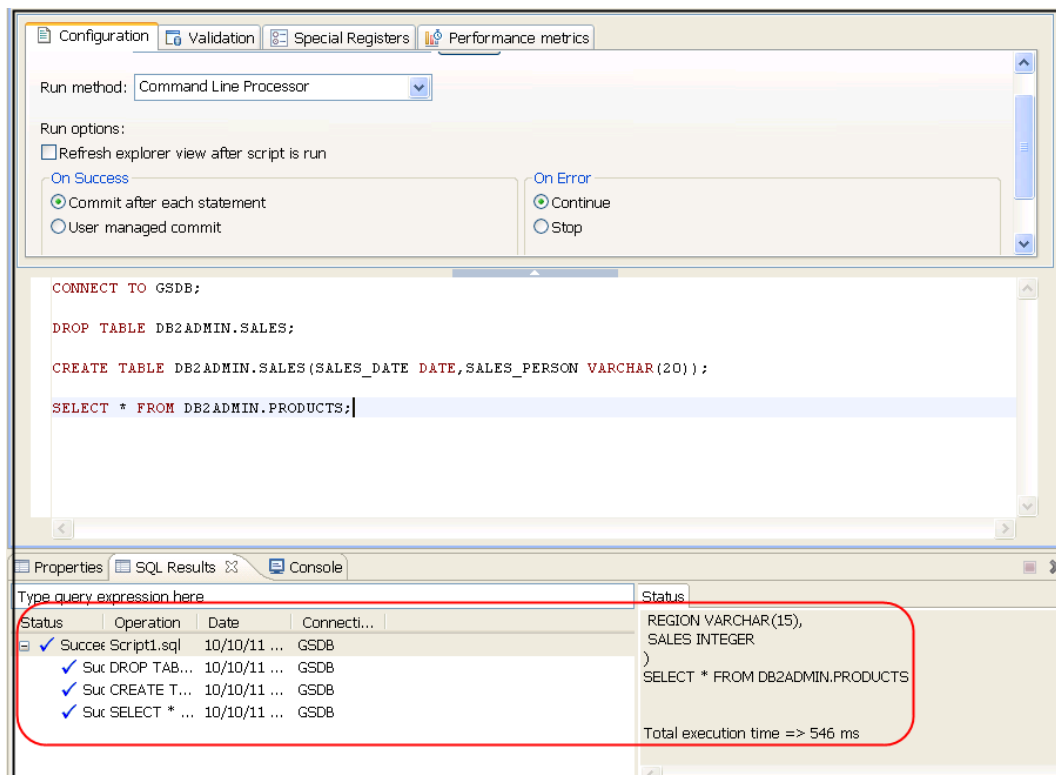 Configuration Validation Special Registers Performance metrics
Run method: Command Line Processor
Run options:
Refresh explorer view after script is run
On Success On Error
Commit after each statement Continue
User managed commit Stop
CONNECT TO GSDB;
DROP TABLE DB2ADMIN.SALES;
CREATE TABLE DB2ADMIN.SALES(SALES_DATE DATE,SALES_PERSON VARCHAR(20));
SELECT * FROM DB2ADMIN.PRODUCTS;
Properties SQL Results Console
Type query expression here Status
Status Operation Date Connecti... REGION VARCHAR(15),
Succee Script1.sql 10/10/11 ... GSDB SALES INTEGER
)
Suc DROP TAB... 10/10/11 ... GSDB SELECT * FROM DB2ADMIN.PRODUCTS
Suc CREATE T... 10/10/11 ... GSDB
Suc SELECT * ... 10/10/11 ... GSDB
Total execution time => 546 ms